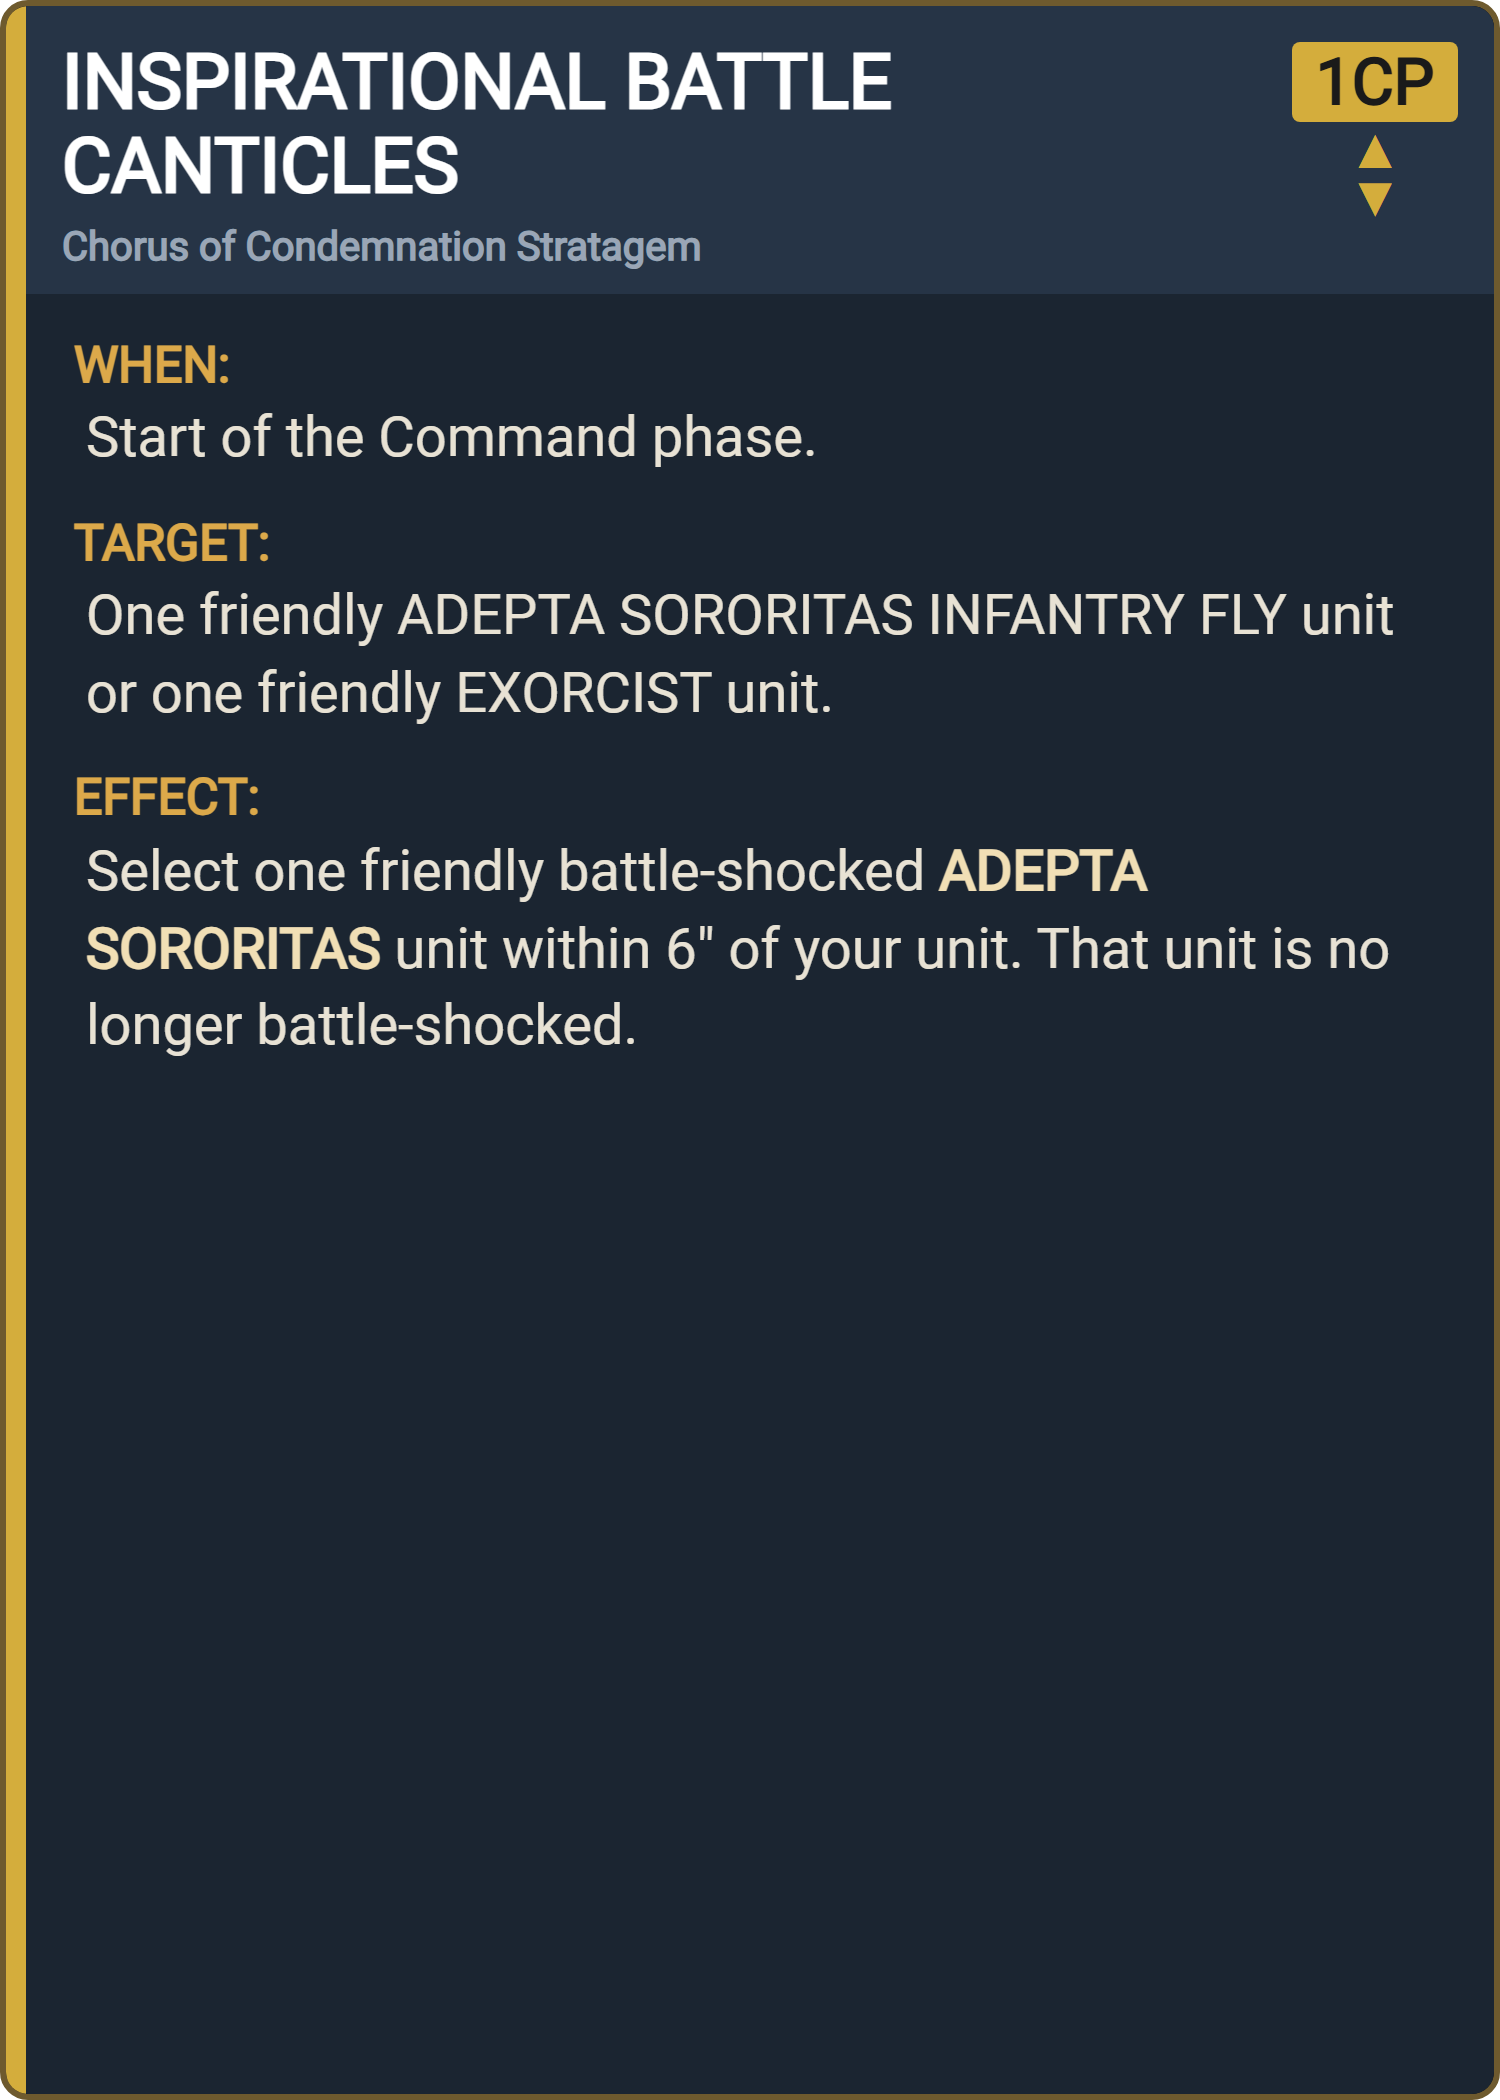 INSPIRATIONAL BATTLE
CANTICLES
Chorus of Condemnation Stratagem
1CP
WHEN:
Start of the Command phase.
TARGET:
One friendly ADEPTA SORORITAS INFANTRY FLY unit
or one friendly EXORCIST unit.
EFFECT:
Select one friendly battle-shocked ADEPTA
SORORITAS unit within 6" of your unit. That unit is no
longer battle-shocked.